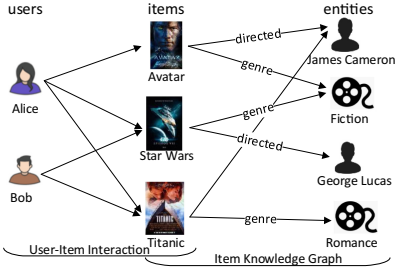 users
items
entities
directed
James Cameron
genre
Avatar
Alice
genre
Fiction
Star Wars
directed
George Lucas
Bob
TITANIC
genre
Titanic
Romance
User-Item Interaction
Item Knowledge Graph